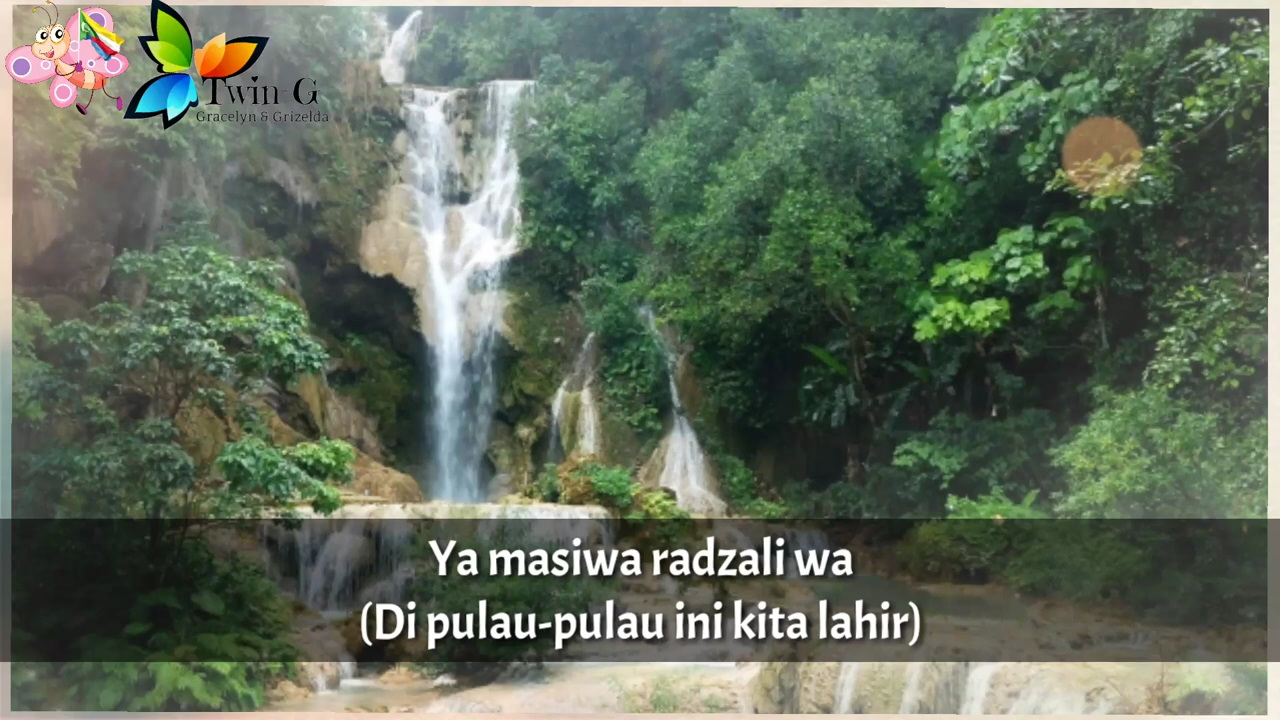 Twin-G
Gracelyn & Grizelda
Ya masiwa radzali wa
(Di pulau-pulau ini kita lahir)